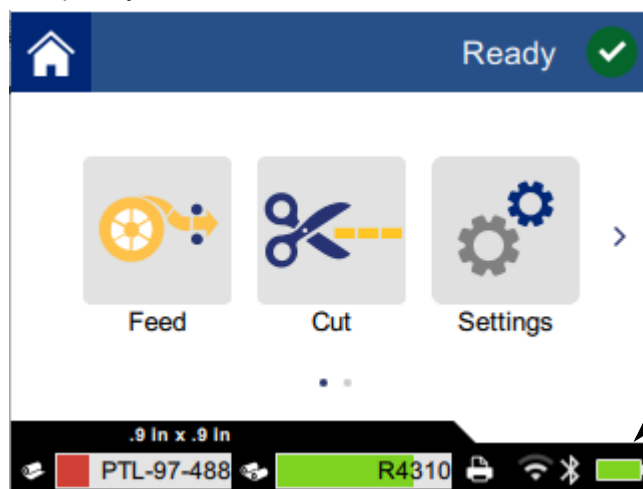 Ready
Feed Cut Settings
.9 in x .9 in
PTL-97-488 R4310